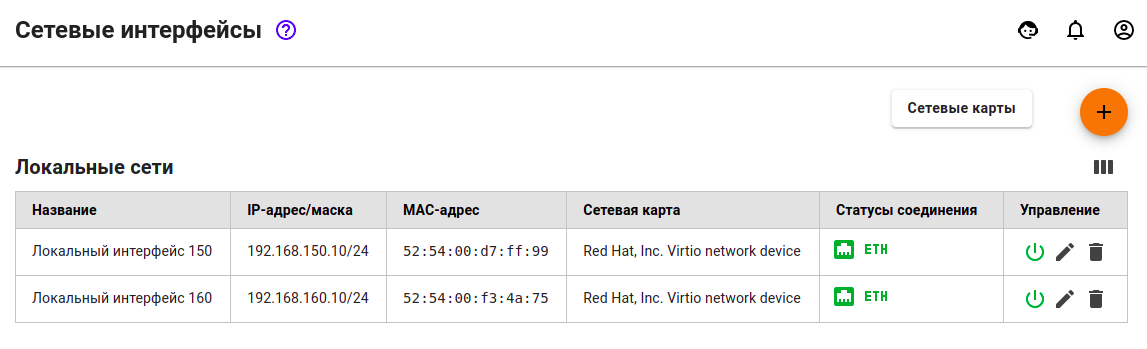 Сетевые интерфейсы ?
Сетевые карты +
Локальные сети
Название IP-адрес/маска MAC-адрес Сетевая карта Статусы соединения Управление
Локальный интерфейс 150 192.168.150.10/24 52:54:00:d7:ff:99 Red Hat, Inc. Virtio network device ETH
Локальный интерфейс 160 192.168.160.10/24 52:54:00:f3:4a:75 Red Hat, Inc. Virtio network device ETH